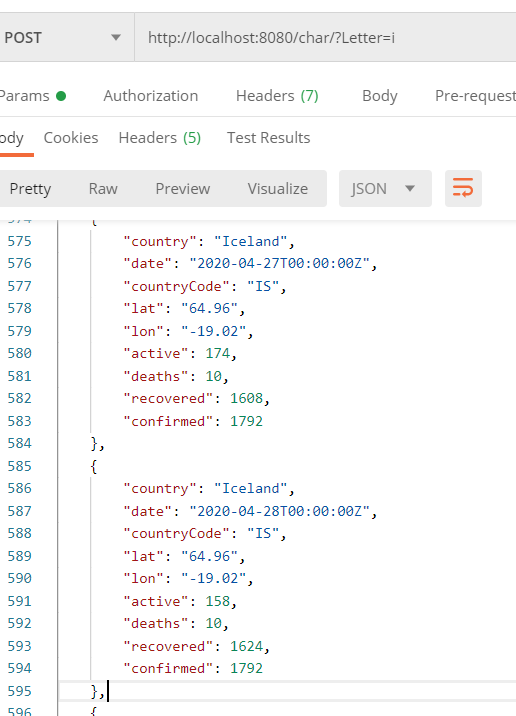 POST http://localhost:8080/char/?Letter=i
Params Authorization Headers (7) Body Pre-request
ody Cookies Headers (5) Test Results
Pretty Raw Preview Visualize JSON
574 {
575 "country": "Iceland",
576 "date": "2020-04-27T00:00:00Z",
577 "countryCode": "IS",
578 "lat": "64.96",
579 "lon": "-19.02",
580 "active": 174,
581 "deaths": 10,
582 "recovered": 1608,
583 "confirmed": 1792
584 },
585 {
586 "country": "Iceland",
587 "date": "2020-04-28T00:00:00Z",
588 "countryCode": "IS",
589 "lat": "64.96",
590 "lon": "-19.02",
591 "active": 158,
592 "deaths": 10,
593 "recovered": 1624,
594 "confirmed": 1792
595 },
596 {